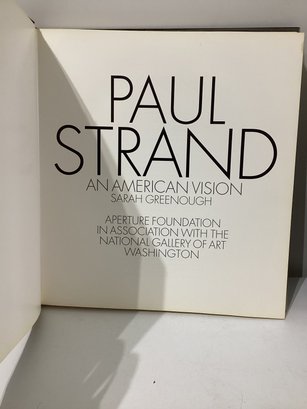 PAUL
STRAND
AN AMERICAN VISION
SARAH GREENOUGH
APERTURE FOUNDATION
IN ASSOCIATION WITH THE
NATIONAL GALLERY OF ART
WASHINGTON